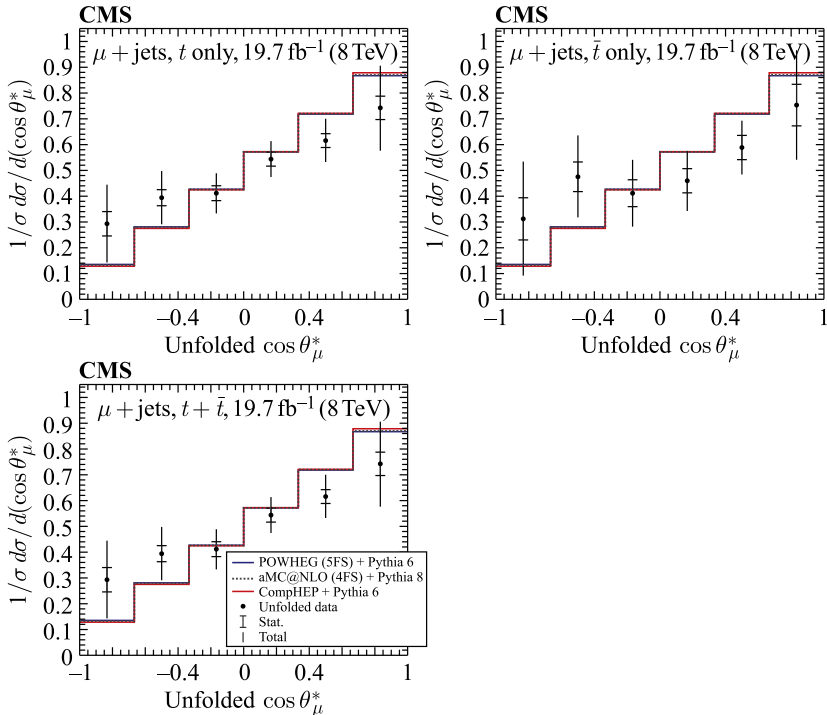 CMS
μ + jets, t only, 19.7 fb⁻¹ (8 TeV)
1/σ dσ/d(cos θ*μ)
1
0.9
0.8
0.7
0.6
0.5
0.4
0.3
0.2
0.1
0
−1 −0.4 0 0.4 1
Unfolded cos θ*μ
CMS
μ + jets, t̄ only, 19.7 fb⁻¹ (8 TeV)
1/σ dσ/d(cos θ*μ)
1
0.9
0.8
0.7
0.6
0.5
0.4
0.3
0.2
0.1
0
−1 −0.4 0 0.4 1
Unfolded cos θ*μ
CMS
μ + jets, t + t̄, 19.7 fb⁻¹ (8 TeV)
1/σ dσ/d(cos θ*μ)
1
0.9
0.8
0.7
0.6
0.5
0.4
0.3
0.2
0.1
0
POWHEG (5FS) + Pythia 6
aMC@NLO (4FS) + Pythia 8
CompHEP + Pythia 6
Unfolded data
Stat.
Total
−1 −0.4 0 0.4 1
Unfolded cos θ*μ